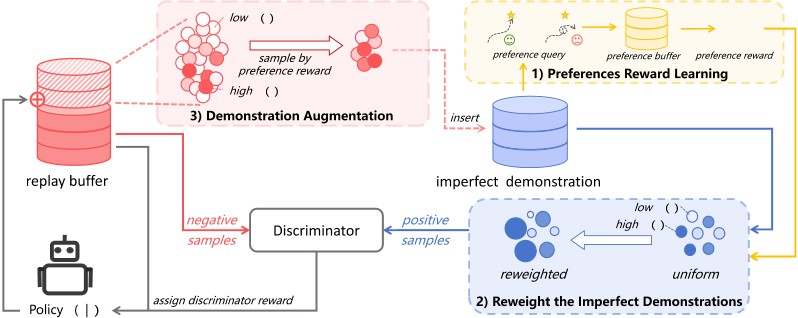 low ( )
sample by
preference reward
high ( )
3) Demonstration Augmentation
preference query
preference buffer
preference reward
1) Preferences Reward Learning
insert
replay buffer
imperfect demonstration
negative
samples
Discriminator
positive
samples
low ( )
high ( )
reweighted
uniform
2) Reweight the Imperfect Demonstrations
assign discriminator reward
Policy ( | )